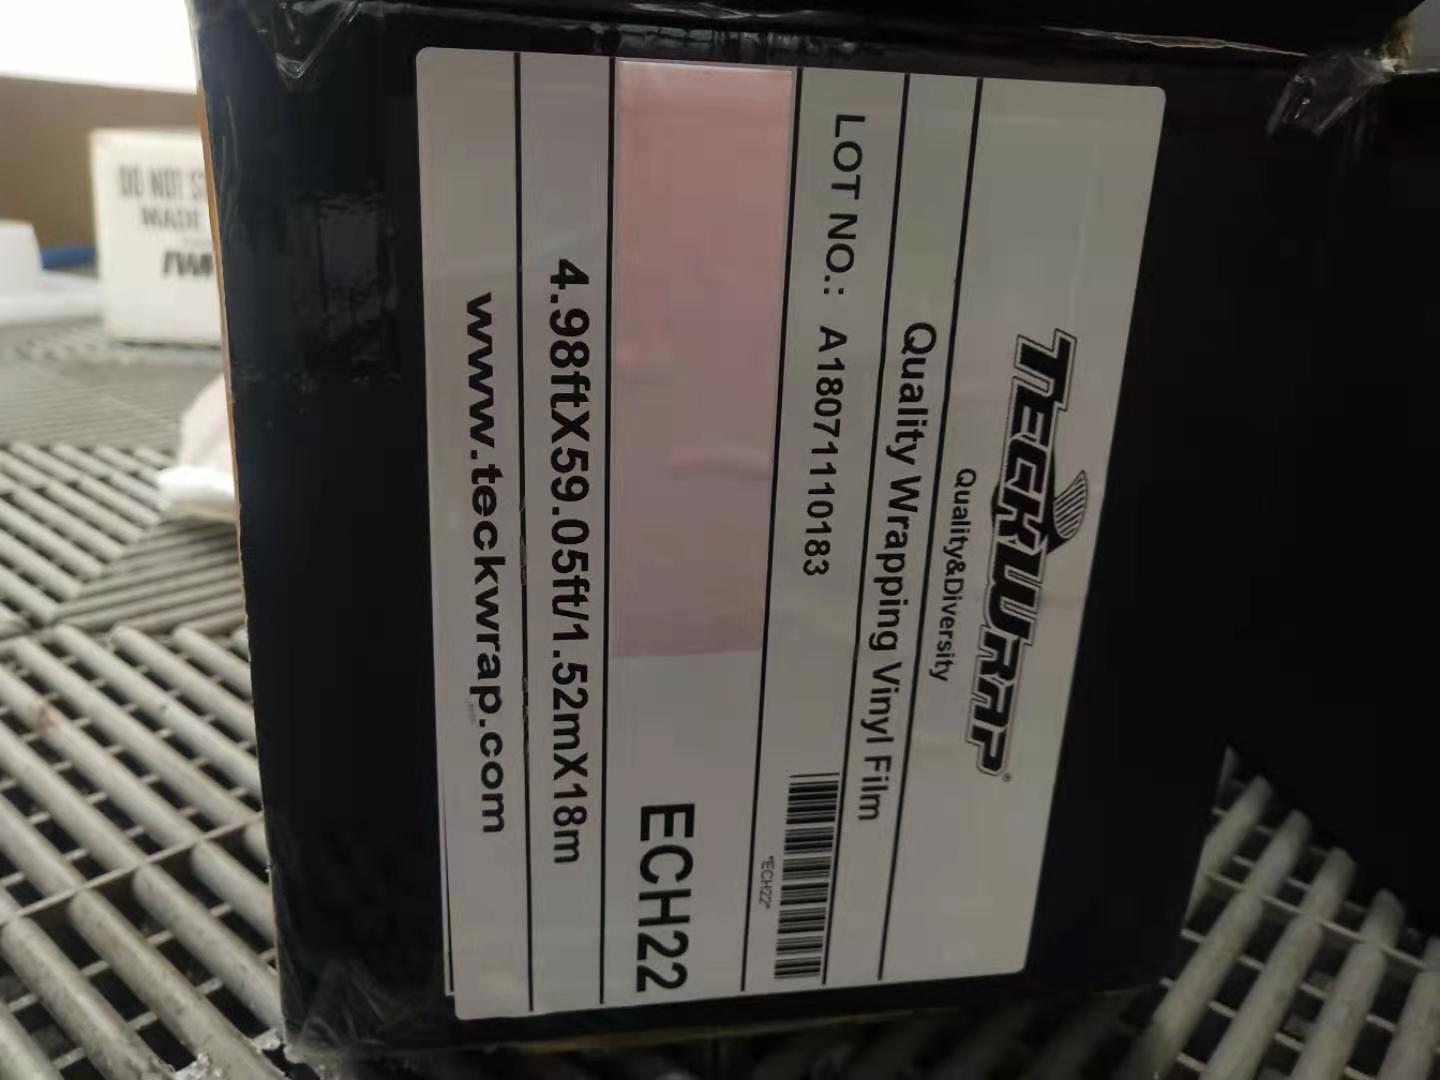 TECKWRAP®
Quality&Diversity
Quality Wrapping Vinyl Film
LOT NO.: A180711110183
*ECH22*
ECH22
4.98ftX59.05ft/1.52mX18m
www.teckwrap.com
DO NOT
MADE